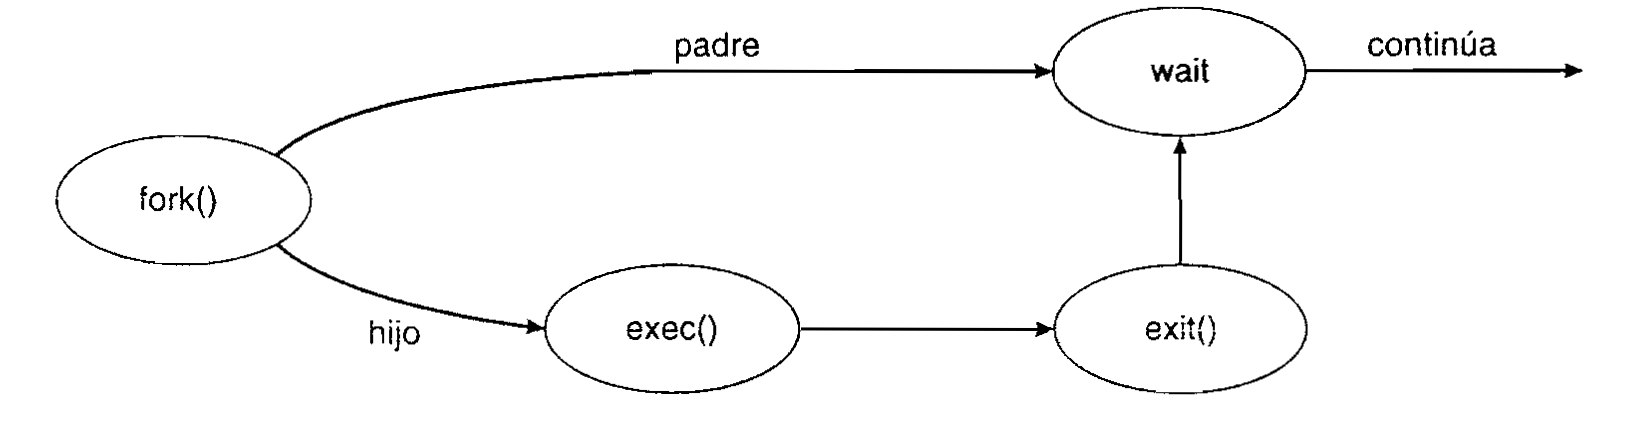 padre
wait
continúa
fork()
hijo
exec()
exit()